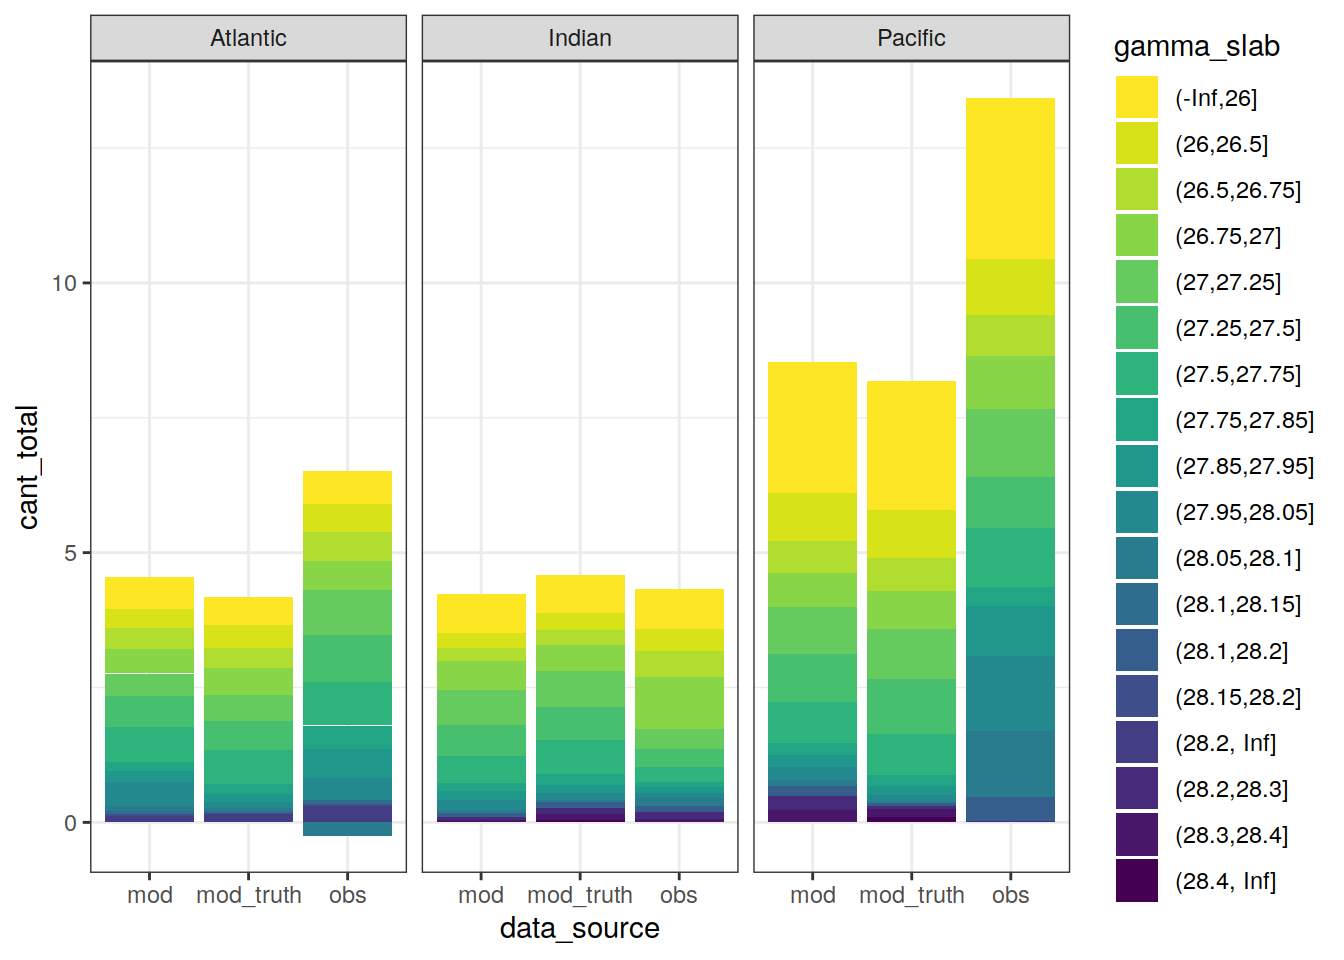 Atlantic
Indian
Pacific
gamma_slab
(-Inf,26]
(26,26.5]
(26.5,26.75]
(26.75,27]
(27,27.25]
(27.25,27.5]
(27.5,27.75]
(27.75,27.85]
(27.85,27.95]
(27.95,28.05]
(28.05,28.1]
(28.1,28.15]
(28.1,28.2]
(28.15,28.2]
(28.2, Inf]
(28.2,28.3]
(28.3,28.4]
(28.4, Inf]
cant_total
10
5
0
mod mod_truth obs
mod mod_truth obs
mod mod_truth obs
data_source